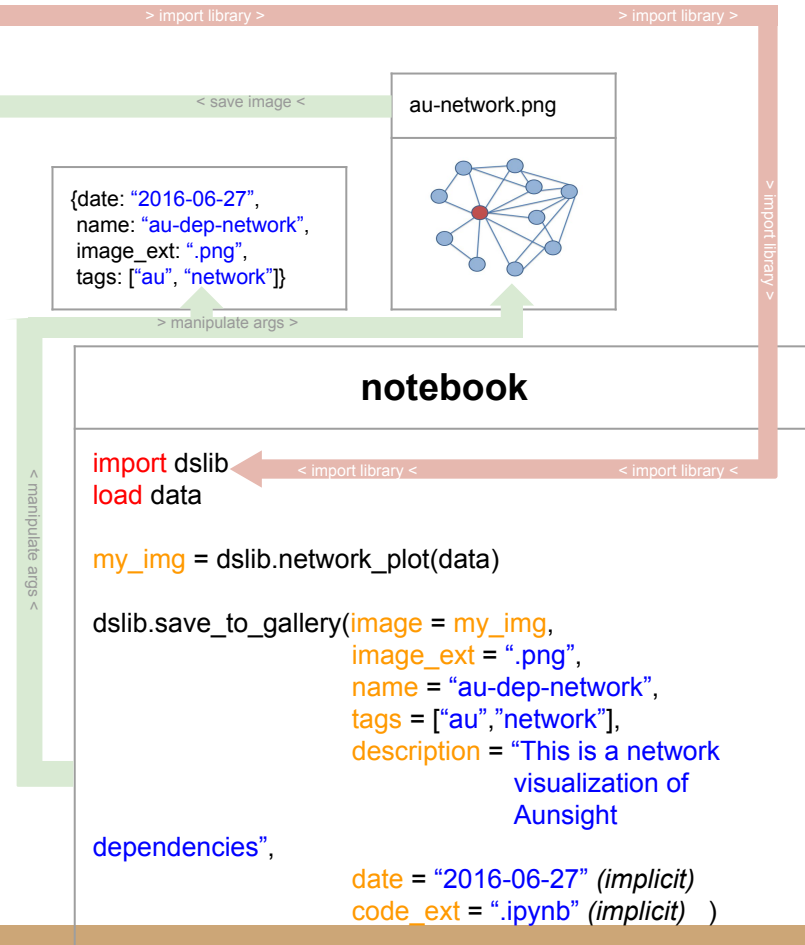 > import library >
> import library >
< save image <
au-network.png
{date: “2016-06-27”,
name: “au-dep-network”,
image_ext: “.png”,
tags: [“au”, “network”]}
> import library >
> manipulate args >
notebook
import dslib
< import library <
< import library <
load data
< manipulate args <
my_img = dslib.network_plot(data)
dslib.save_to_gallery(image = my_img,
image_ext = “.png”,
name = “au-dep-network”,
tags = [“au”,”network”],
description = “This is a network
visualization of
Aunsight
dependencies”,
date = “2016-06-27” (implicit)
code_ext = “.ipynb” (implicit) )